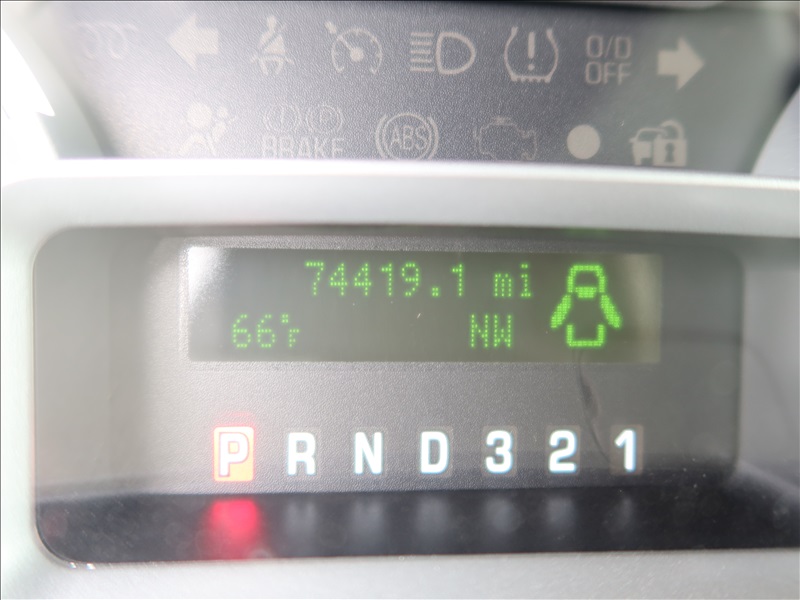 O/D
OFF
BRAKE
ABS
74419.1 mi
66°F NW
P R N D 3 2 1